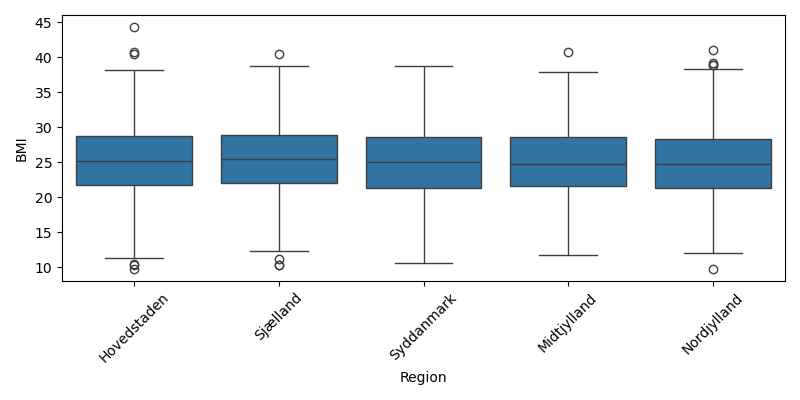 45
40
35
30
25
20
15
10
BMI
Hovedstaden
Sjælland
Syddanmark
Midtjylland
Nordjylland
Region